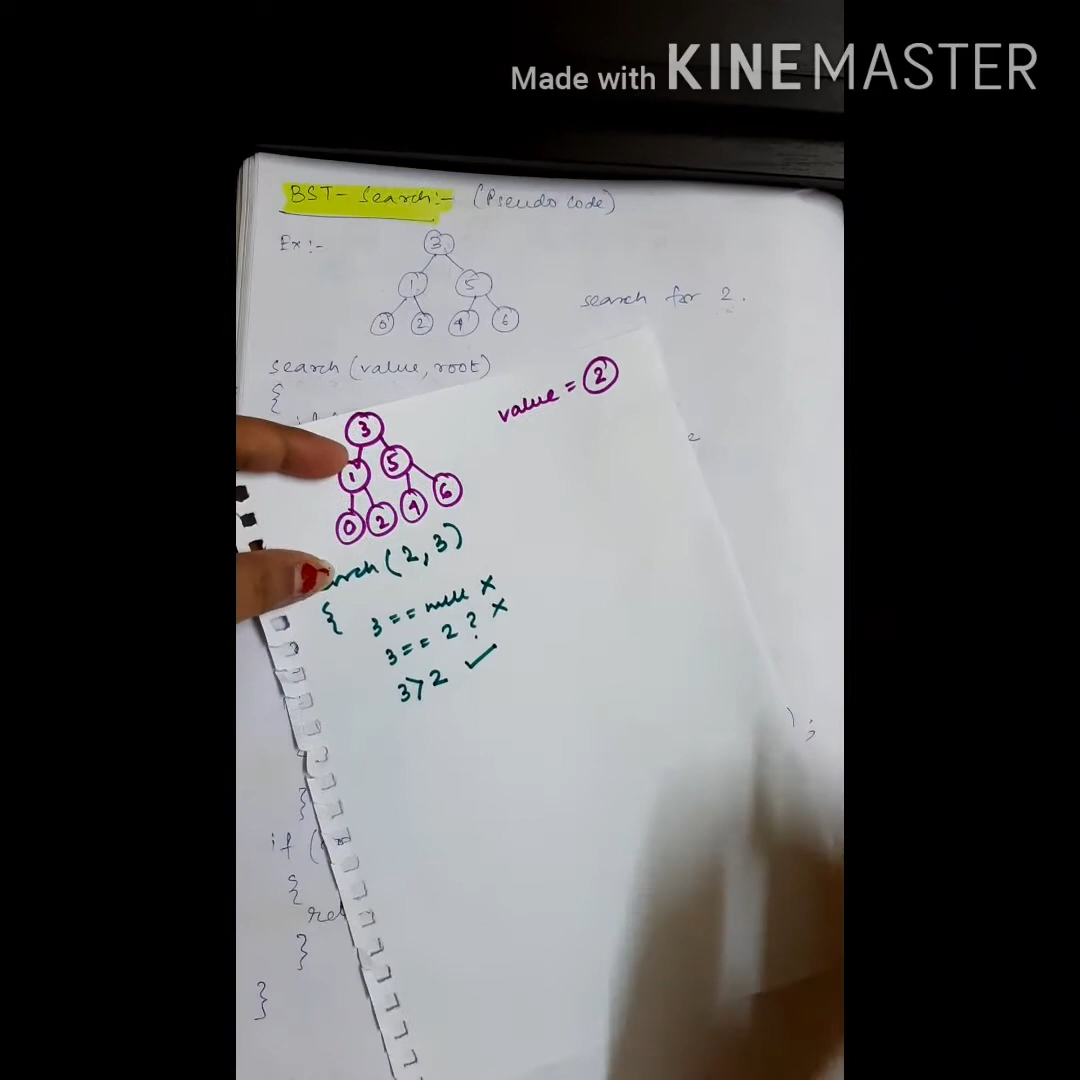 Made with KINEMASTER
BST- Search:- (Pseudo Code)
Ex:-
3
1 5
0 2 4 6
search for 2.
search (value, root)
{
value = 2
3
1 5
0 2 4 6
arch (2, 3)
{
3 == null ✗
3 == 2 ? ✗
3 > 2 ✓
) ;
}
if (
{
ret
}
}